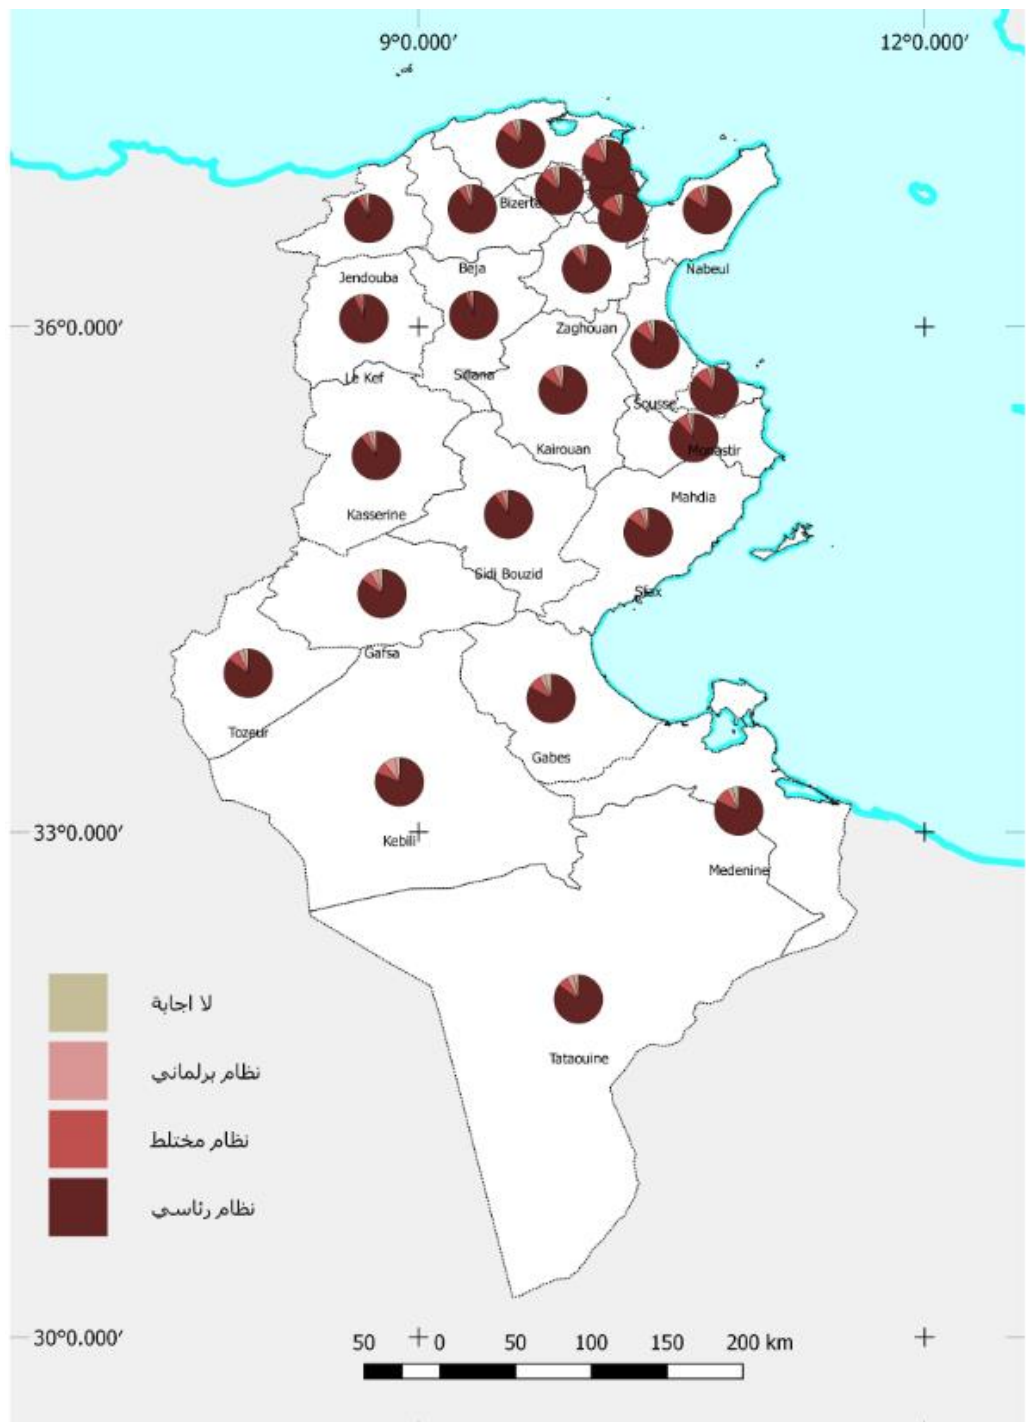 9°0.000′
12°0.000′
Bizerte
Jendouba
Beja
Nabeul
36°0.000′
Zaghouan
Le Kef
Siliana
Sousse
Kairouan
Monastir
Mahdia
Kasserine
Sidi Bouzid
Sfax
Gafsa
Tozeur
Gabes
33°0.000′
Kebili
Medenine
لا اجابة
Tataouine
نظام برلماني
نظام مختلط
نظام رئاسي
30°0.000′
50 0 50 100 150 200 km